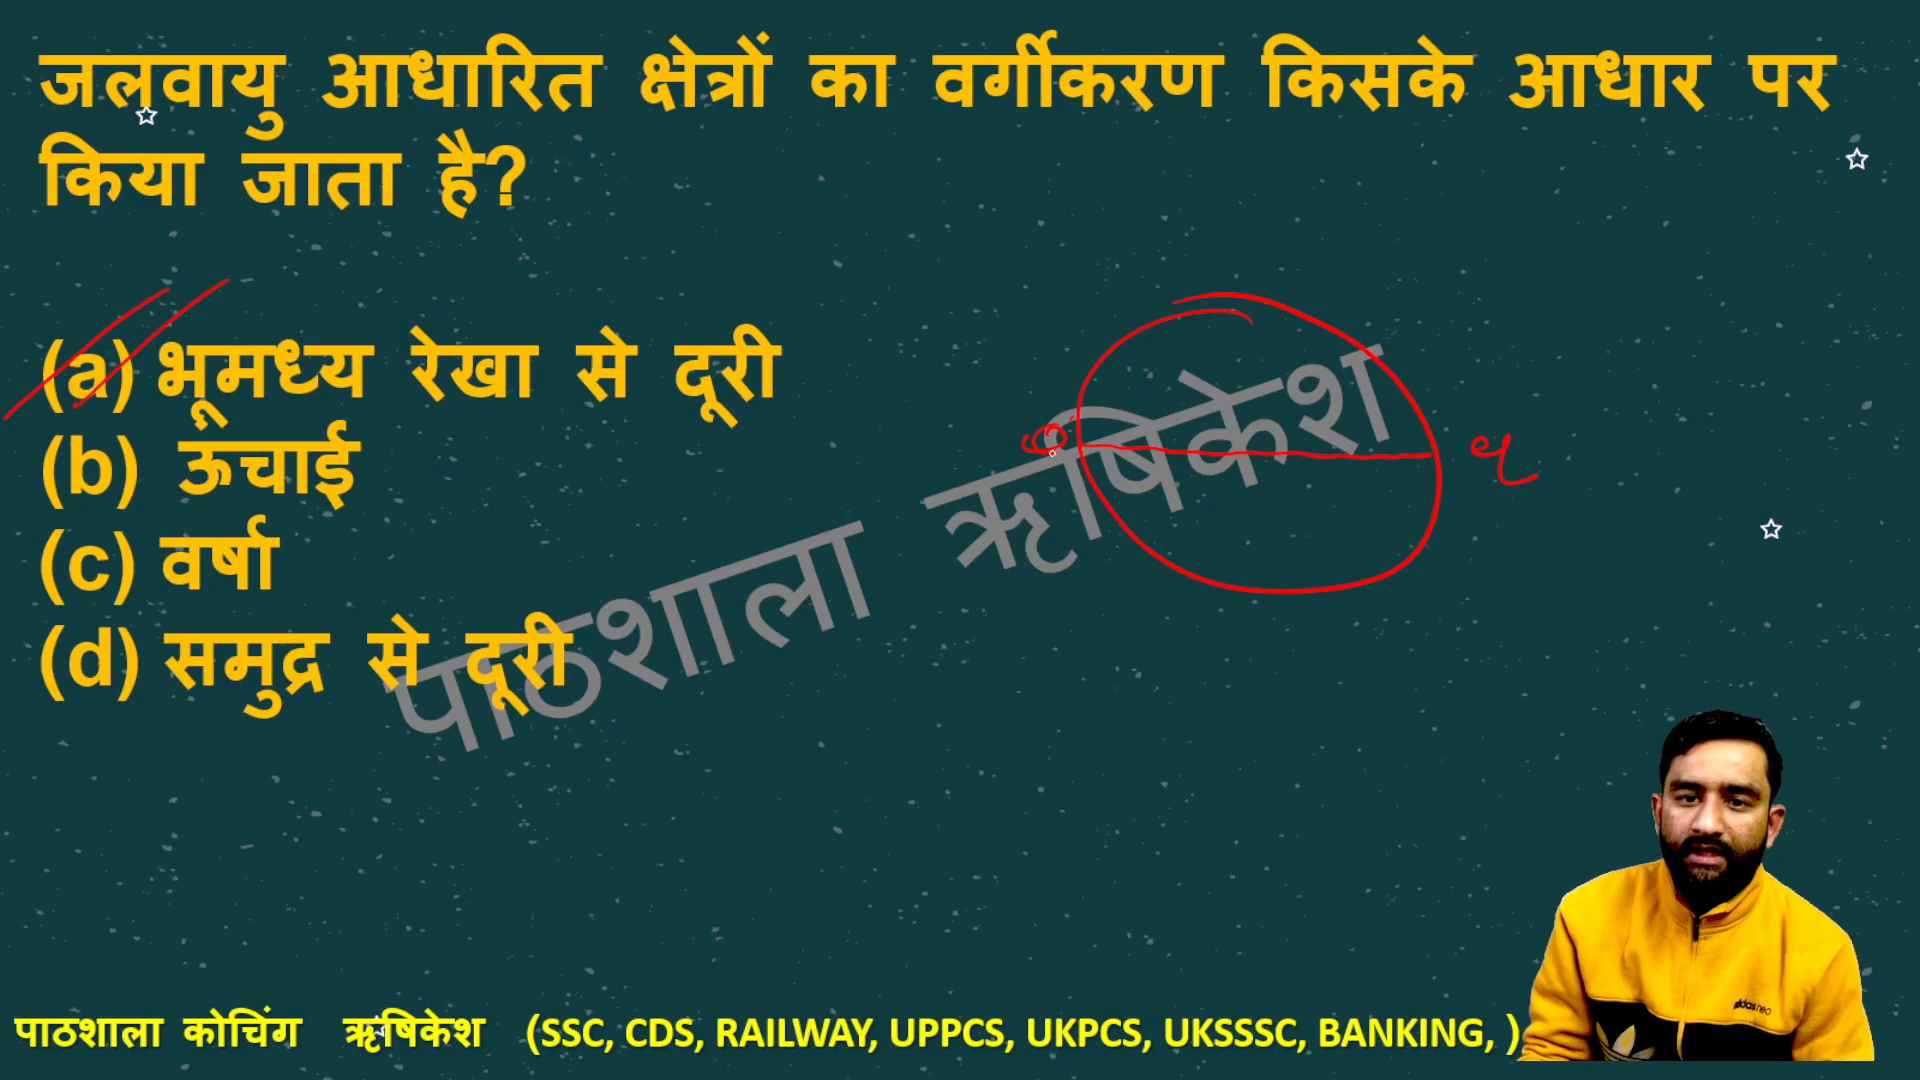 जलवायु आधारित क्षेत्रों का वर्गीकरण किसके आधार पर
किया जाता है?
(a) भूमध्य रेखा से दूरी
(b) ऊंचाई
(c) वर्षा
(d) समुद्र से दूरी
पाठशाला ऋषिकेश
पाठशाला कोचिंग ऋषिकेश (SSC, CDS, RAILWAY, UPPCS, UKPCS, UKSSSC, BANKING, )